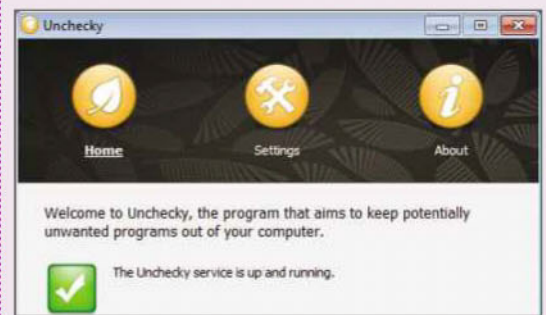 Unchecky
Home
Settings
About
Welcome to Unchecky, the program that aims to keep potentially
unwanted programs out of your computer.
The Unchecky service is up and running.